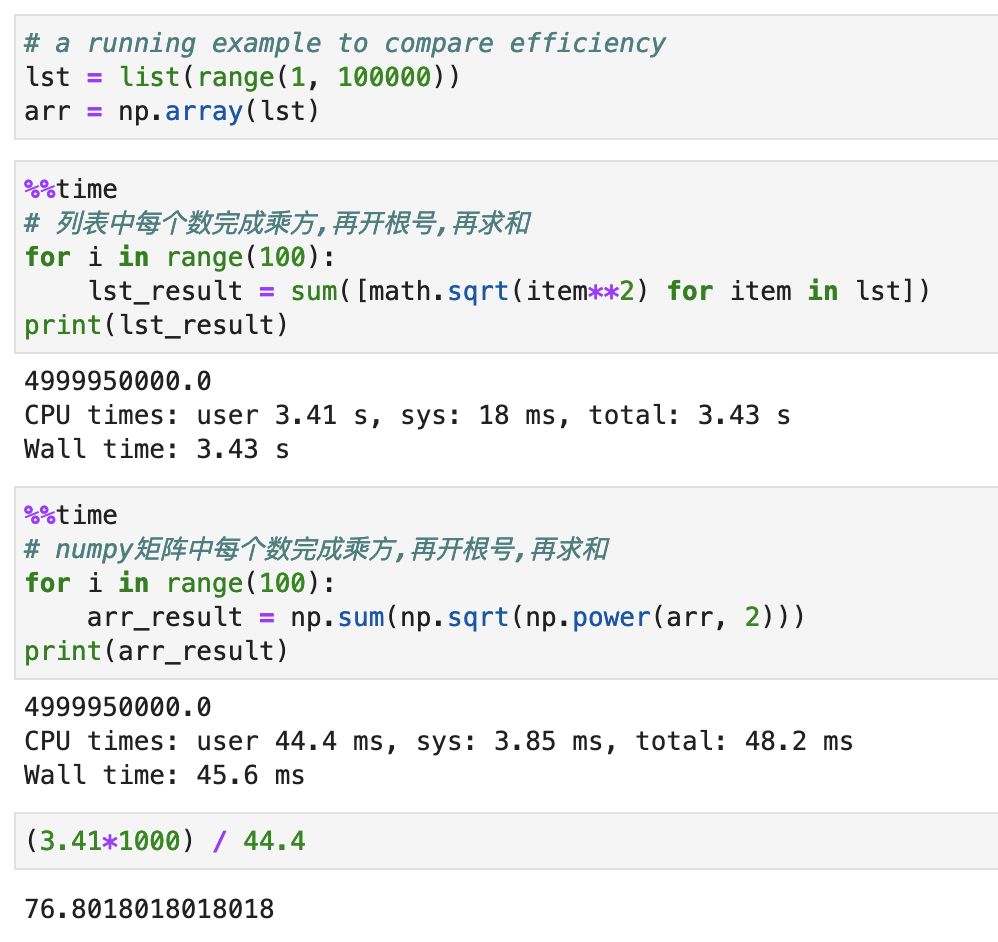 # a running example to compare efficiency
lst = list(range(1, 100000))
arr = np.array(lst)
%%time
# 列表中每个数完成乘方,再开根号,再求和
for i in range(100):
    lst_result = sum([math.sqrt(item**2) for item in lst])
print(lst_result)
4999950000.0
CPU times: user 3.41 s, sys: 18 ms, total: 3.43 s
Wall time: 3.43 s
%%time
# numpy矩阵中每个数完成乘方,再开根号,再求和
for i in range(100):
    arr_result = np.sum(np.sqrt(np.power(arr, 2)))
print(arr_result)
4999950000.0
CPU times: user 44.4 ms, sys: 3.85 ms, total: 48.2 ms
Wall time: 45.6 ms
(3.41*1000) / 44.4
76.8018018018018